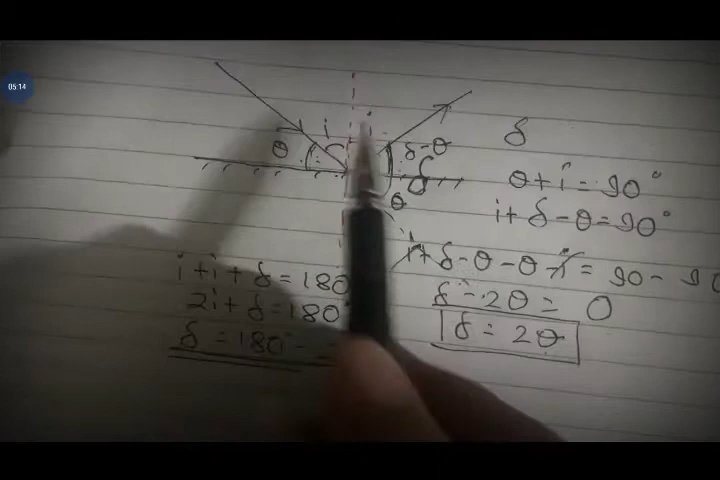 05:14
i
θ
δ-θ
δ
θ
δ
θ+i=90°
i+δ-θ=90°
i+i+δ=180
2i+δ=180
δ=180-
i+δ-θ-θ-i=90-90
δ-2θ=0
δ=2θ